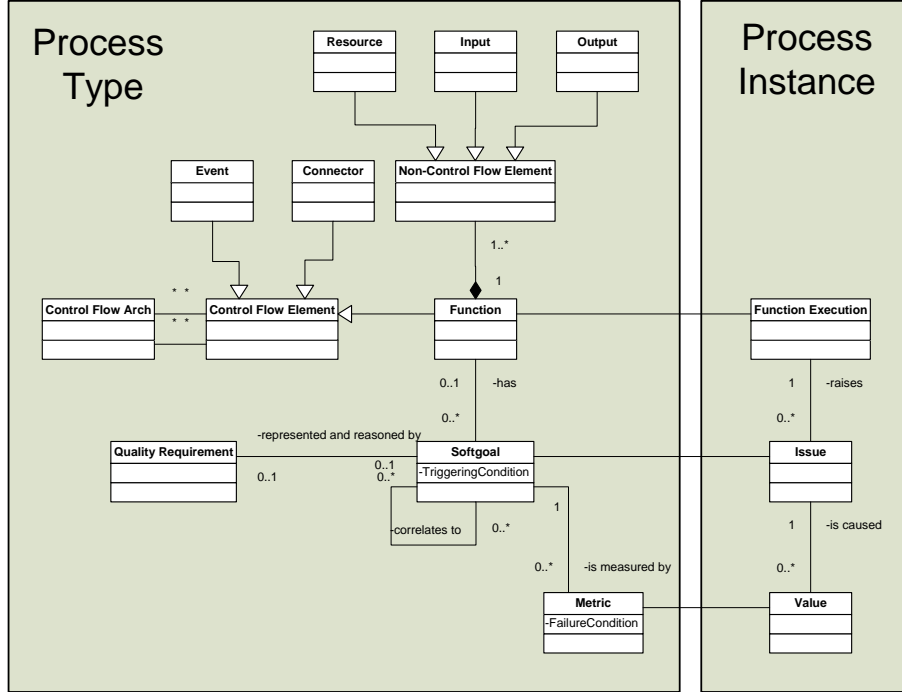 Process
Type
Process
Instance
Resource
Input
Output
Event
Connector
Non-Control Flow Element
1..*
1
* *
* *
Control Flow Arch
Control Flow Element
Function
Function Execution
0..1
-has
0..*
1
-raises
0..*
-represented and reasoned by
Quality Requirement
0..1
0..1
0..*
Softgoal
-TriggeringCondition
Issue
-correlates to
0..*
1
0..*
-is measured by
1
-is caused
0..*
Metric
-FailureCondition
Value